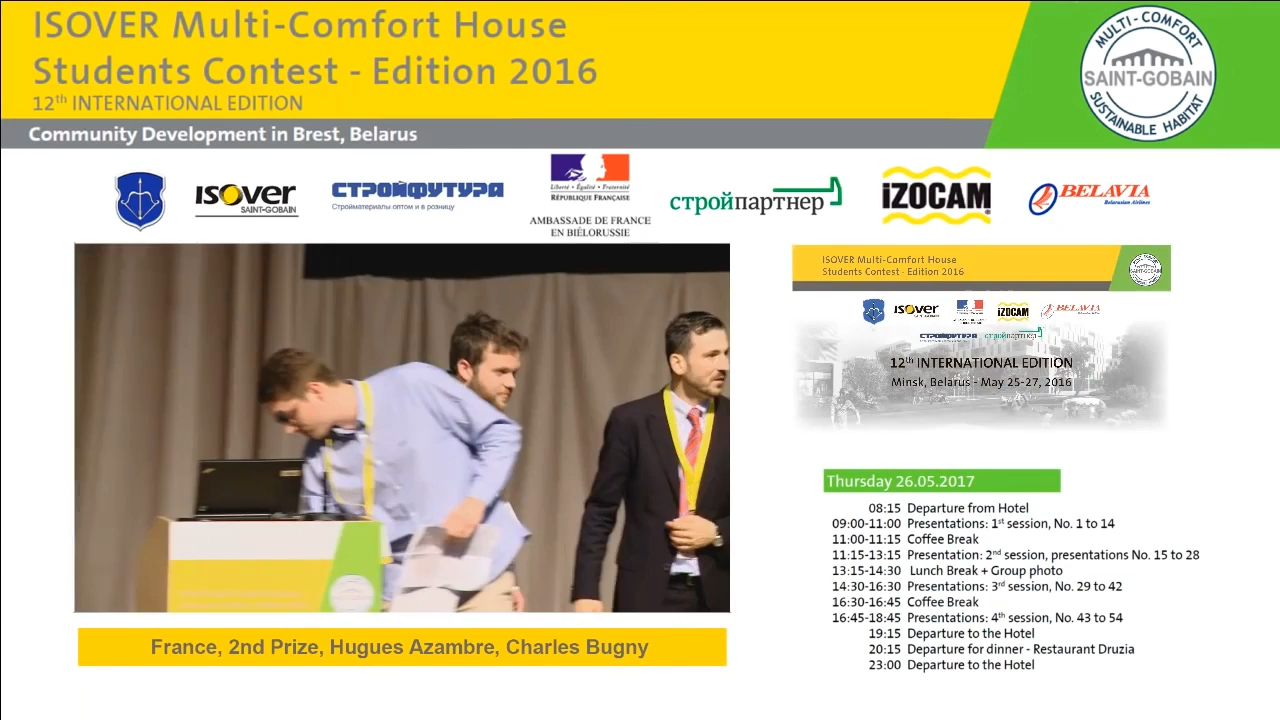 ISOVER Multi-Comfort House
Students Contest - Edition 2016
12th INTERNATIONAL EDITION
Community Development in Brest, Belarus
MULTI-COMFORT
SAINT-GOBAIN
SUSTAINABLE HABITAT
isover
SAINT-GOBAIN
СТРОЙФУТУРА
Стройматериалы оптом и в розницу
Liberté • Égalité • Fraternité
RÉPUBLIQUE FRANÇAISE
AMBASSADE DE FRANCE
EN BIÉLORUSSIE
стройпартнер
iZOCAM
BELAVIA
Belarusian Airlines
ISOVER Multi-Comfort House
Students Contest - Edition 2016
SAINT-GOBAIN
isover
iZOCAM
BELAVIA
СТРОЙФУТУРА
стройпартнер
12th INTERNATIONAL EDITION
Minsk, Belarus - May 25-27, 2016
Thursday 26.05.2017
08:15 Departure from Hotel
09:00-11:00 Presentations: 1st session, No. 1 to 14
11:00-11:15 Coffee Break
11:15-13:15 Presentation: 2nd session, presentations No. 15 to 28
13:15-14:30 Lunch Break + Group photo
14:30-16:30 Presentations: 3rd session, No. 29 to 42
16:30-16:45 Coffee Break
16:45-18:45 Presentations: 4th session, No. 43 to 54
19:15 Departure to the Hotel
20:15 Departure for dinner - Restaurant Druzia
23:00 Departure to the Hotel
France, 2nd Prize, Hugues Azambre, Charles Bugny